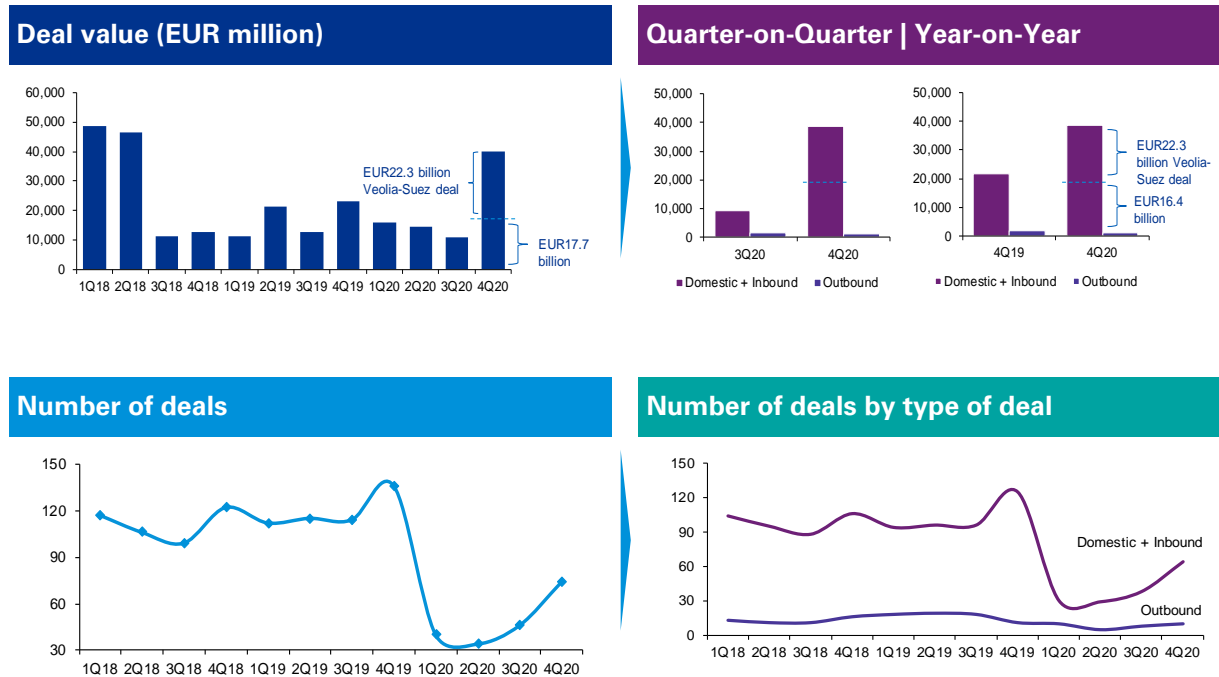 Deal value (EUR million)
60,000
50,000
40,000
30,000
20,000
10,000
0
1Q18 2Q18 3Q18 4Q18 1Q19 2Q19 3Q19 4Q19 1Q20 2Q20 3Q20 4Q20
EUR22.3 billion
Veolia-Suez deal
EUR17.7
billion
Quarter-on-Quarter | Year-on-Year
50,000
40,000
30,000
20,000
10,000
0
3Q20 4Q20
Domestic + Inbound Outbound
50,000
40,000
30,000
20,000
10,000
0
4Q19 4Q20
EUR22.3
billion Veolia-
Suez deal
EUR16.4
billion
Domestic + Inbound Outbound
Number of deals
150
120
90
60
30
1Q18 2Q18 3Q18 4Q18 1Q19 2Q19 3Q19 4Q19 1Q20 2Q20 3Q20 4Q20
Number of deals by type of deal
150
120
90
60
30
0
Domestic + Inbound
Outbound
1Q18 2Q18 3Q18 4Q18 1Q19 2Q19 3Q19 4Q19 1Q20 2Q20 3Q20 4Q20